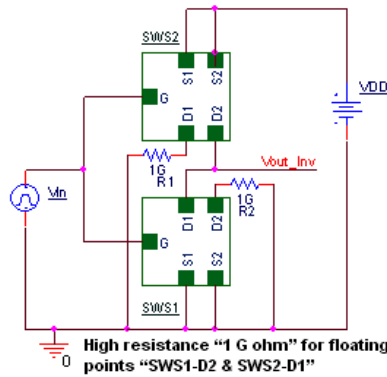 SWS2
S1
S2
VDD
G
D1
D2
1G
R1
Vout_Inv
Vin
D1
D2
1G
R2
G
S1
S2
SWS1
0
High resistance "1 G ohm" for floating
points "SWS1-D2 & SWS2-D1"